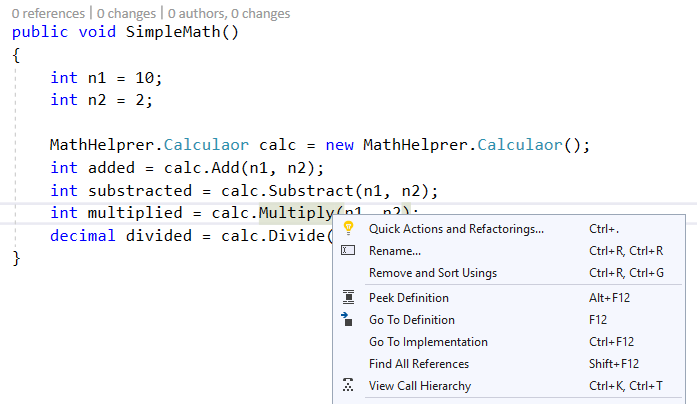 0 references | 0 changes | 0 authors, 0 changes
public void SimpleMath()
{
int n1 = 10;
int n2 = 2;
MathHelprer.Calculaor calc = new MathHelprer.Calculaor();
int added = calc.Add(n1, n2);
int substracted = calc.Substract(n1, n2);
int multiplied = calc.Multiply(n1, n2);
decimal divided = calc.Divide(
}
Quick Actions and Refactorings... Ctrl+.
Rename... Ctrl+R, Ctrl+R
Remove and Sort Usings Ctrl+R, Ctrl+G
Peek Definition Alt+F12
Go To Definition F12
Go To Implementation Ctrl+F12
Find All References Shift+F12
View Call Hierarchy Ctrl+K, Ctrl+T